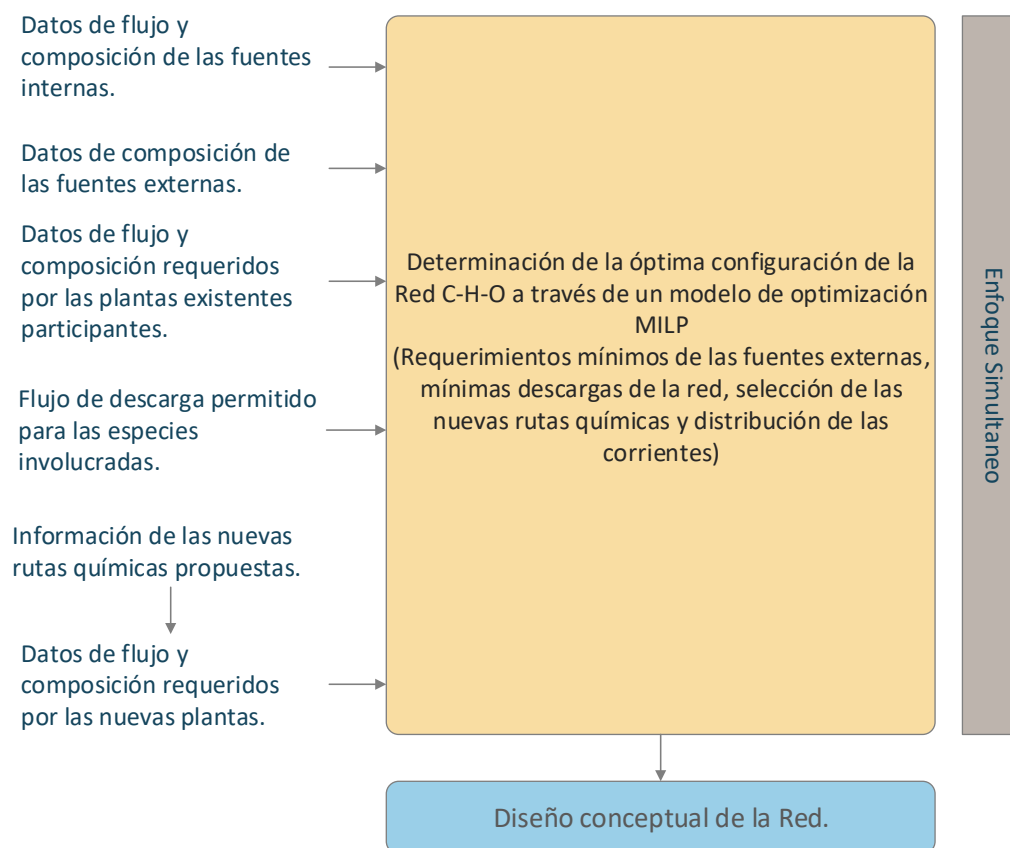 Datos de flujo y
composición de las fuentes
internas.
Datos de composición de
las fuentes externas.
Datos de flujo y
composición requeridos
por las plantas existentes
participantes.
Flujo de descarga permitido
para las especies
involucradas.
Información de las nuevas
rutas químicas propuestas.
Datos de flujo y
composición requeridos
por las nuevas plantas.
Determinación de la óptima configuración de la
Red C-H-O a través de un modelo de optimización
MILP
(Requerimientos mínimos de las fuentes externas,
mínimas descargas de la red, selección de las
nuevas rutas químicas y distribución de las
corrientes)
Enfoque Simultaneo
Diseño conceptual de la Red.